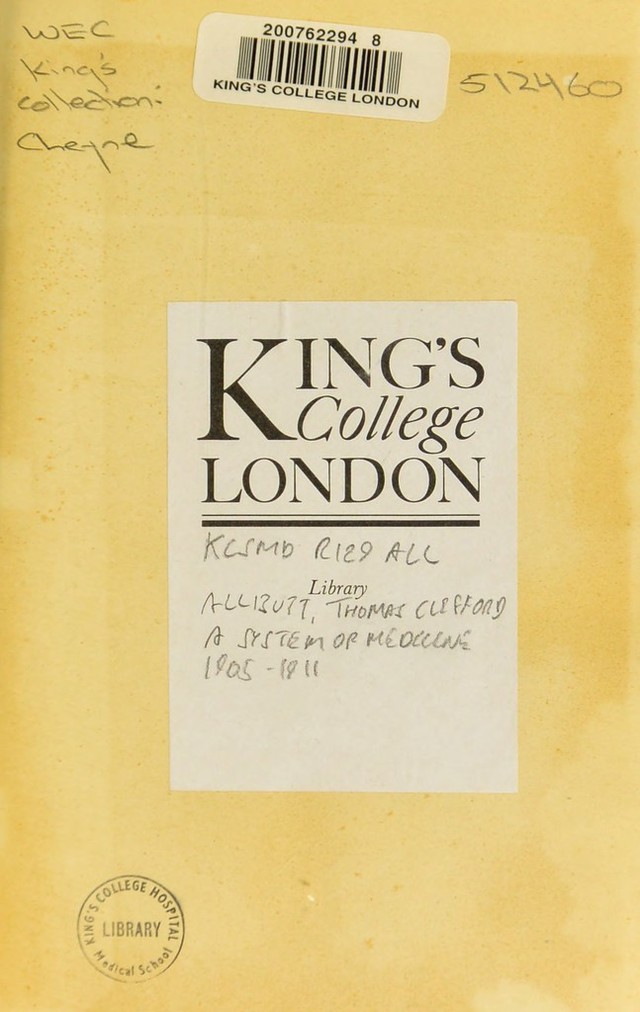 WEC
King's
collection:
Cheyne
200762294 8
KING'S COLLEGE LONDON
512460
KING'S
College
LONDON
KCSMD R129 ALL
Library
ALLIBUTT, THOMAS CLIFFORD
A SYSTEM OF MEDICINE
1905-1911
KING'S COLLEGE HOSPITAL
LIBRARY
Medical School